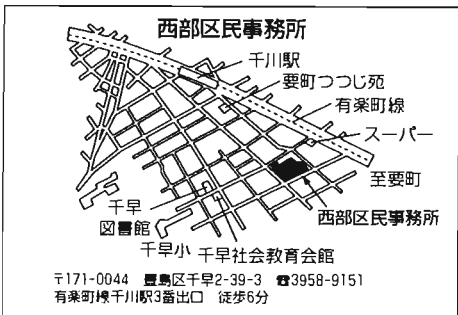 西部区民事務所
千川駅
要町つつじ苑
有楽町線
スーパー
至要町
西部区民事務所
千早
図書館
千早小 千早社会教育会館
〒171-0044 豊島区千早2-39-3 ☎3958-9151
有楽町線千川駅3番出口 徒歩6分